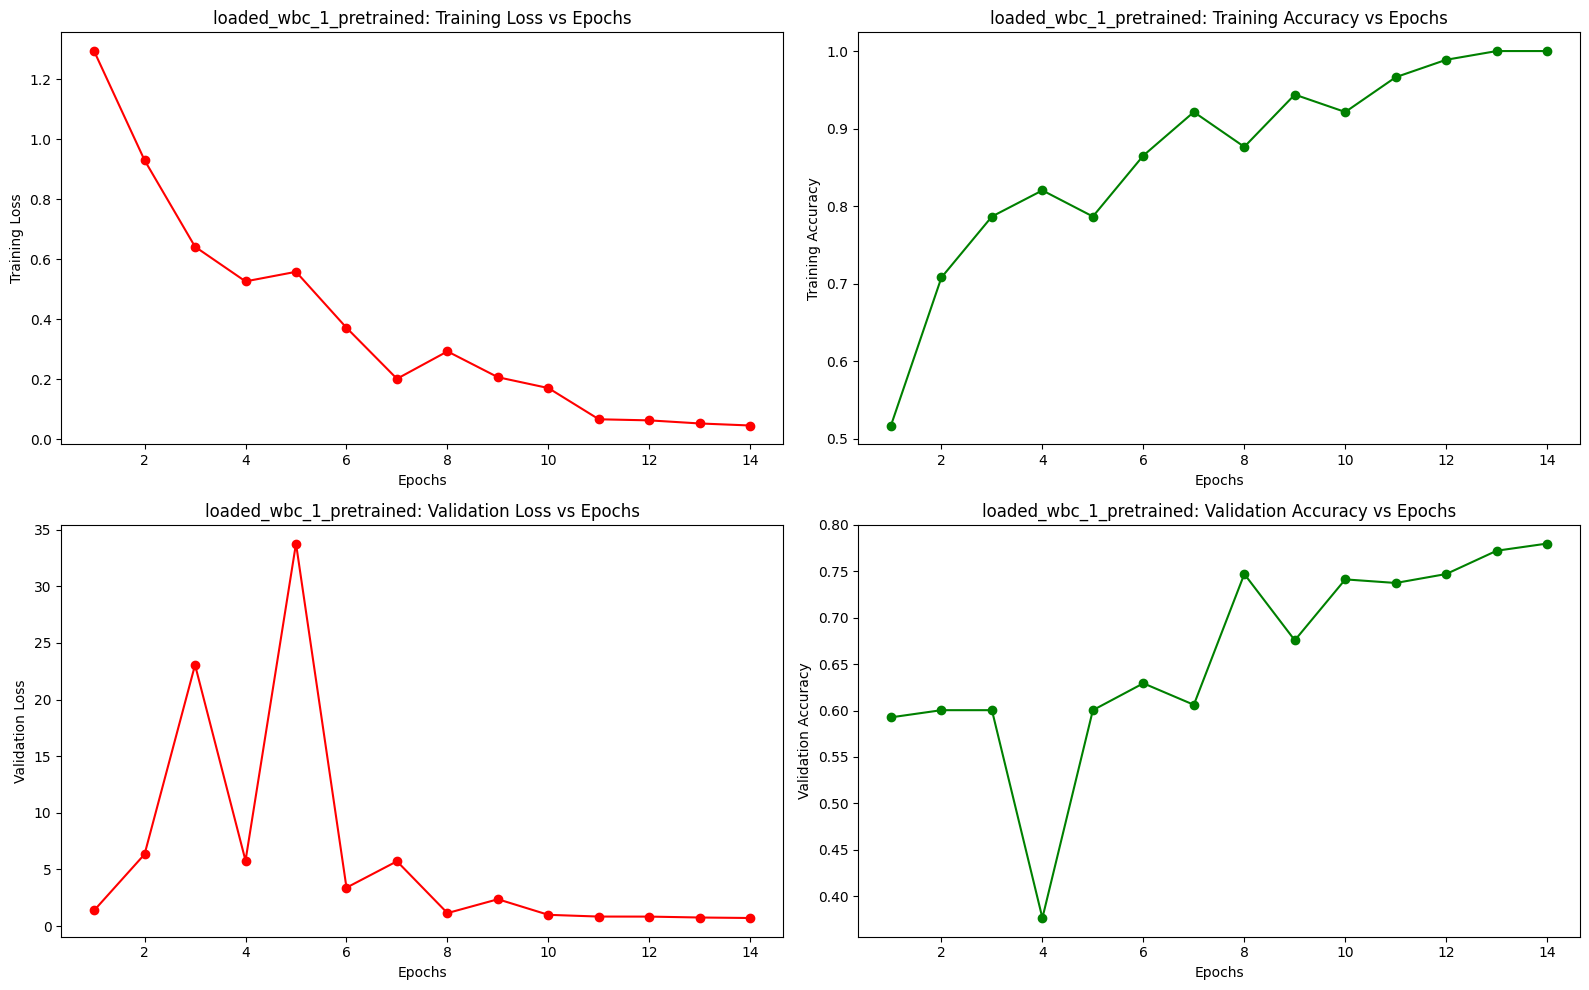 loaded_wbc_1_pretrained: Training Loss vs Epochs
Training Loss
1.2
1.0
0.8
0.6
0.4
0.2
0.0
2 4 6 8 10 12 14
Epochs
loaded_wbc_1_pretrained: Training Accuracy vs Epochs
Training Accuracy
1.0
0.9
0.8
0.7
0.6
0.5
2 4 6 8 10 12 14
Epochs
loaded_wbc_1_pretrained: Validation Loss vs Epochs
Validation Loss
35
30
25
20
15
10
5
0
2 4 6 8 10 12 14
Epochs
loaded_wbc_1_pretrained: Validation Accuracy vs Epochs
Validation Accuracy
0.80
0.75
0.70
0.65
0.60
0.55
0.50
0.45
0.40
2 4 6 8 10 12 14
Epochs